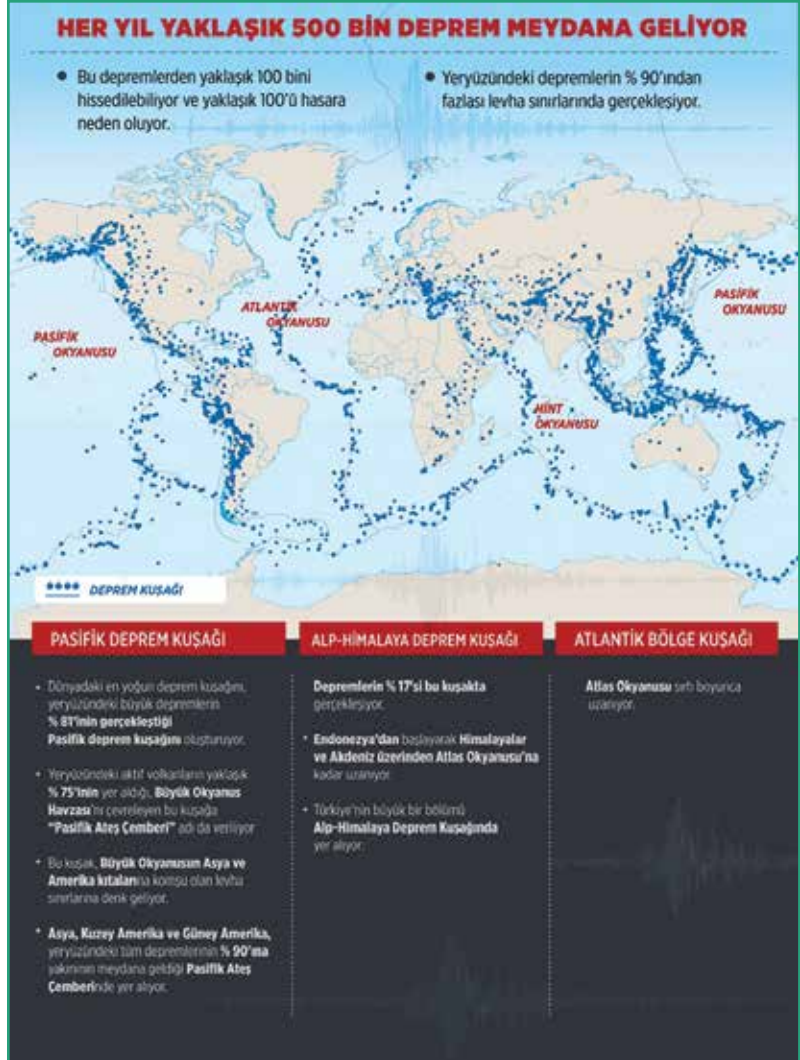 HER YIL YAKLAŞIK 500 BİN DEPREM MEYDANA GELİYOR
• Bu depremlerden yaklaşık 100 bini
hissedilebiliyor ve yaklaşık 100'ü hasara
neden oluyor.
• Yeryüzündeki depremlerin % 90'ından
fazlası levha sınırlarında gerçekleşiyor.
ATLANTİK
OKYANUSU
PASİFİK
OKYANUSU
PASİFİK
OKYANUSU
HİNT
OKYANUSU
DEPREM KUŞAĞI
PASİFİK DEPREM KUŞAĞI
• Dünyadaki en yoğun deprem kuşağını,
yeryüzündeki büyük depremlerin
% 81'inin gerçekleştiği
Pasifik deprem kuşağını oluşturuyor.
• Yeryüzündeki aktif volkanların yaklaşık
% 75'inin yer aldığı, Büyük Okyanus
Havzası'nı çevreleyen bu kuşağa
"Pasifik Ateş Çemberi" adı da veriliyor
• Bu kuşak, Büyük Okyanusun Asya ve
Amerika kıtalarına komşu olan levha
sınırlarına denk geliyor.
• Asya, Kuzey Amerika ve Güney Amerika,
yeryüzündeki tüm depremlerinin % 90'ına
yakınının meydana geldiği Pasifik Ateş
Çemberinde yer alıyor.
ALP-HİMALAYA DEPREM KUŞAĞI
Depremlerin % 17'si bu kuşakta
gerçekleşiyor.
• Endonezya'dan başlayarak Himalayalar
ve Akdeniz üzerinden Atlas Okyanusu'na
kadar uzanıyor.
• Türkiye'nin büyük bir bölümü
Alp-Himalaya Deprem Kuşağında
yer alıyor.
ATLANTİK BÖLGE KUŞAĞI
Atlas Okyanusu sırtı boyunca
uzanıyor.